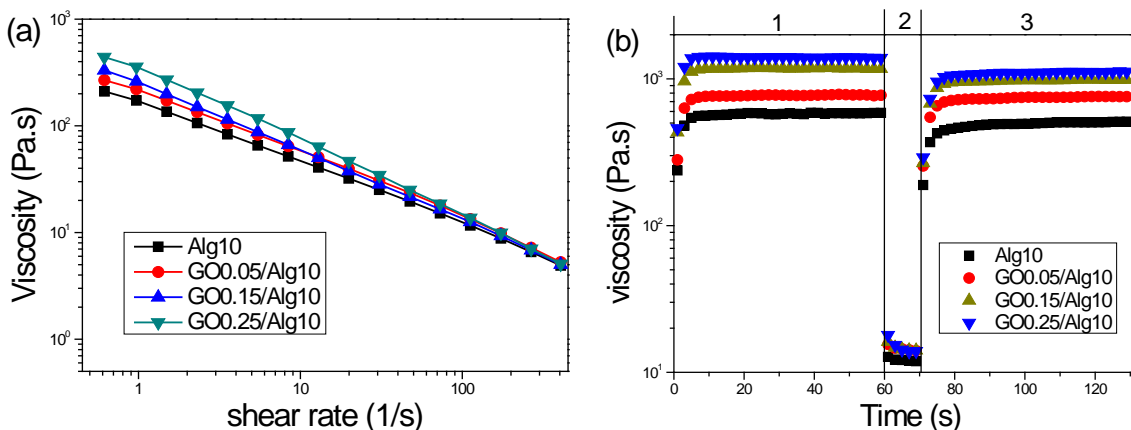 (a)
Viscosity (Pa.s)
10³
10²
10¹
10⁰
1
10
100
shear rate (1/s)
Alg10
GO0.05/Alg10
GO0.15/Alg10
GO0.25/Alg10
(b)
1 2 3
viscosity (Pa.s)
10³
10²
10¹
0 20 40 60 80 100 120
Time (s)
Alg10
GO0.05/Alg10
GO0.15/Alg10
GO0.25/Alg10